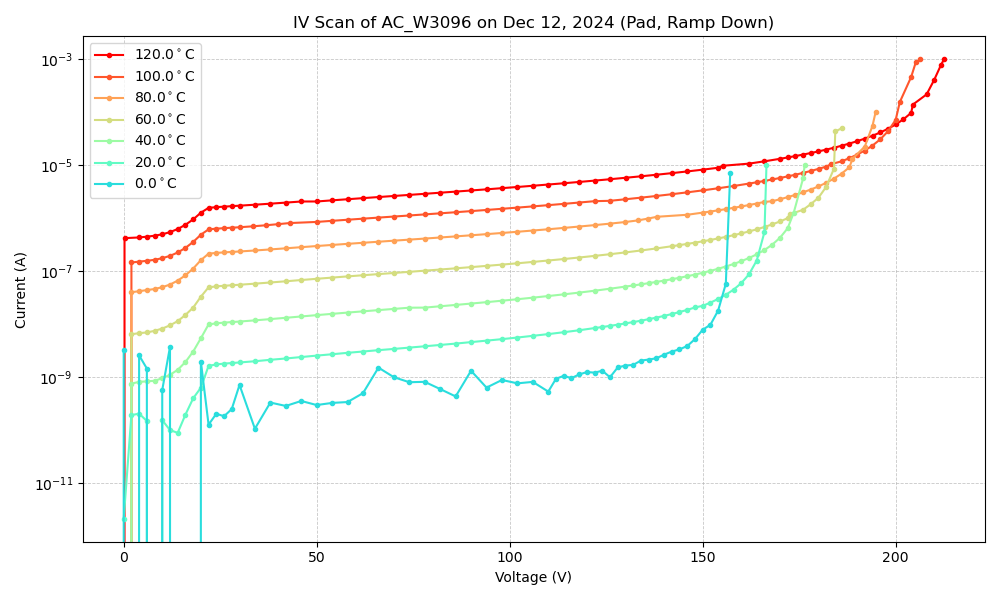 IV Scan of AC_W3096 on Dec 12, 2024 (Pad, Ramp Down)
120.0°C
100.0°C
80.0°C
60.0°C
40.0°C
20.0°C
0.0°C
Current (A)
10⁻³
10⁻⁵
10⁻⁷
10⁻⁹
10⁻¹¹
0 50 100 150 200
Voltage (V)